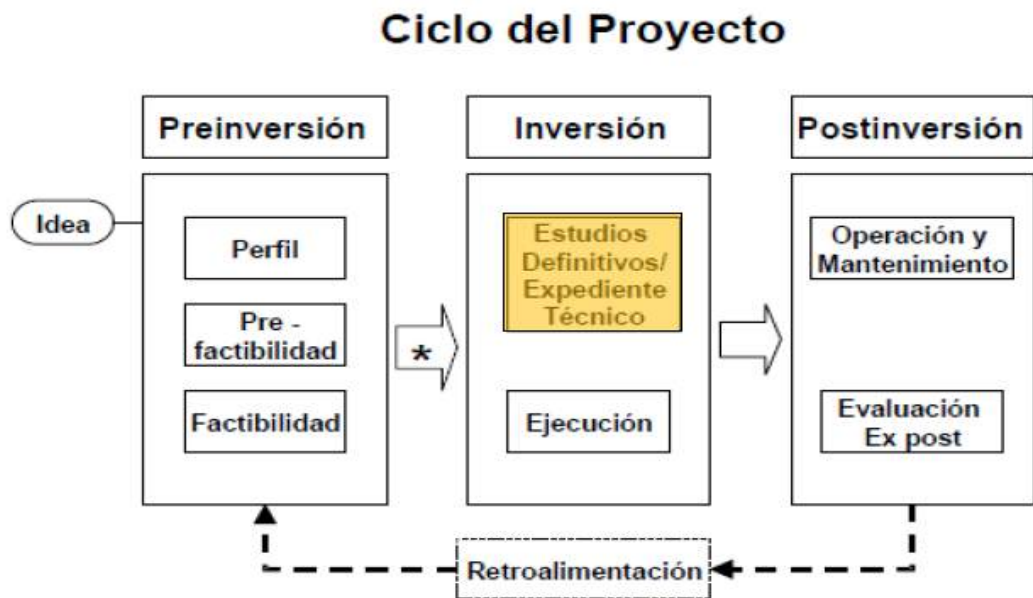 Ciclo del Proyecto
Preinversión
Inversión
Postinversión
Idea
Perfil
Pre -
factibilidad
Factibilidad
*
Estudios
Definitivos/
Expediente
Técnico
Ejecución
Operación y
Mantenimiento
Evaluación
Ex post
Retroalimentación